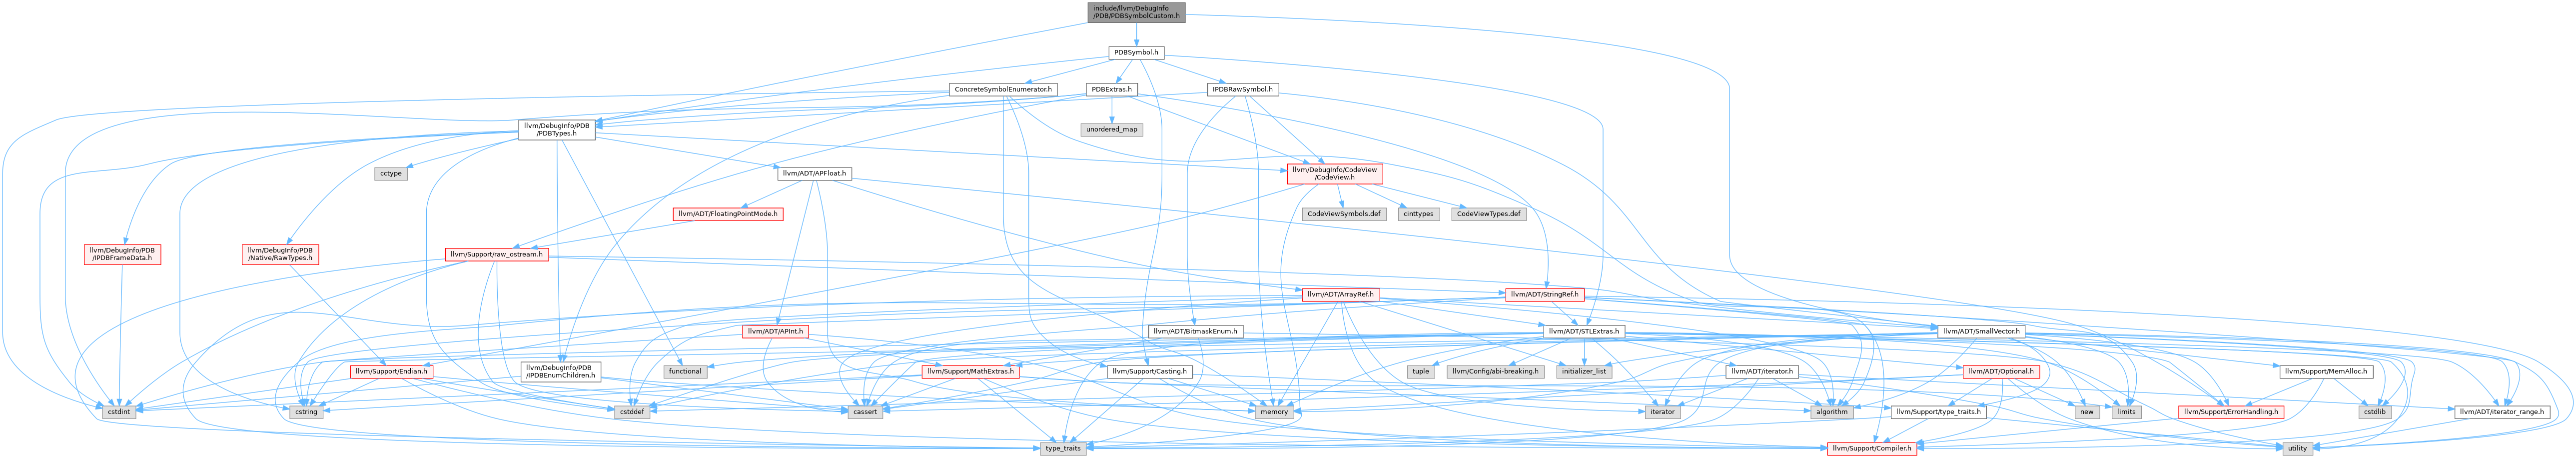 include/llvm/DebugInfo
/PDB/PDBSymbolCustom.h
PDBSymbol.h
ConcreteSymbolEnumerator.h
PDBExtras.h
IPDBRawSymbol.h
llvm/DebugInfo/PDB
/PDBTypes.h
unordered_map
cctype
llvm/ADT/APFloat.h
llvm/DebugInfo/CodeView
/CodeView.h
llvm/ADT/FloatingPointMode.h
CodeViewSymbols.def
cinttypes
CodeViewTypes.def
llvm/DebugInfo/PDB
/IPDBFrameData.h
llvm/DebugInfo/PDB
/Native/RawTypes.h
llvm/Support/raw_ostream.h
llvm/ADT/ArrayRef.h
llvm/ADT/StringRef.h
llvm/ADT/APInt.h
llvm/ADT/BitmaskEnum.h
llvm/ADT/STLExtras.h
llvm/ADT/SmallVector.h
llvm/Support/Endian.h
llvm/DebugInfo/PDB
/IPDBEnumChildren.h
functional
llvm/Support/MathExtras.h
llvm/Support/Casting.h
tuple
llvm/Config/abi-breaking.h
initializer_list
llvm/ADT/iterator.h
llvm/ADT/Optional.h
llvm/Support/MemAlloc.h
cstdint
cstring
cstddef
cassert
memory
iterator
algorithm
llvm/Support/type_traits.h
new
limits
llvm/Support/ErrorHandling.h
cstdlib
llvm/ADT/iterator_range.h
type_traits
llvm/Support/Compiler.h
utility